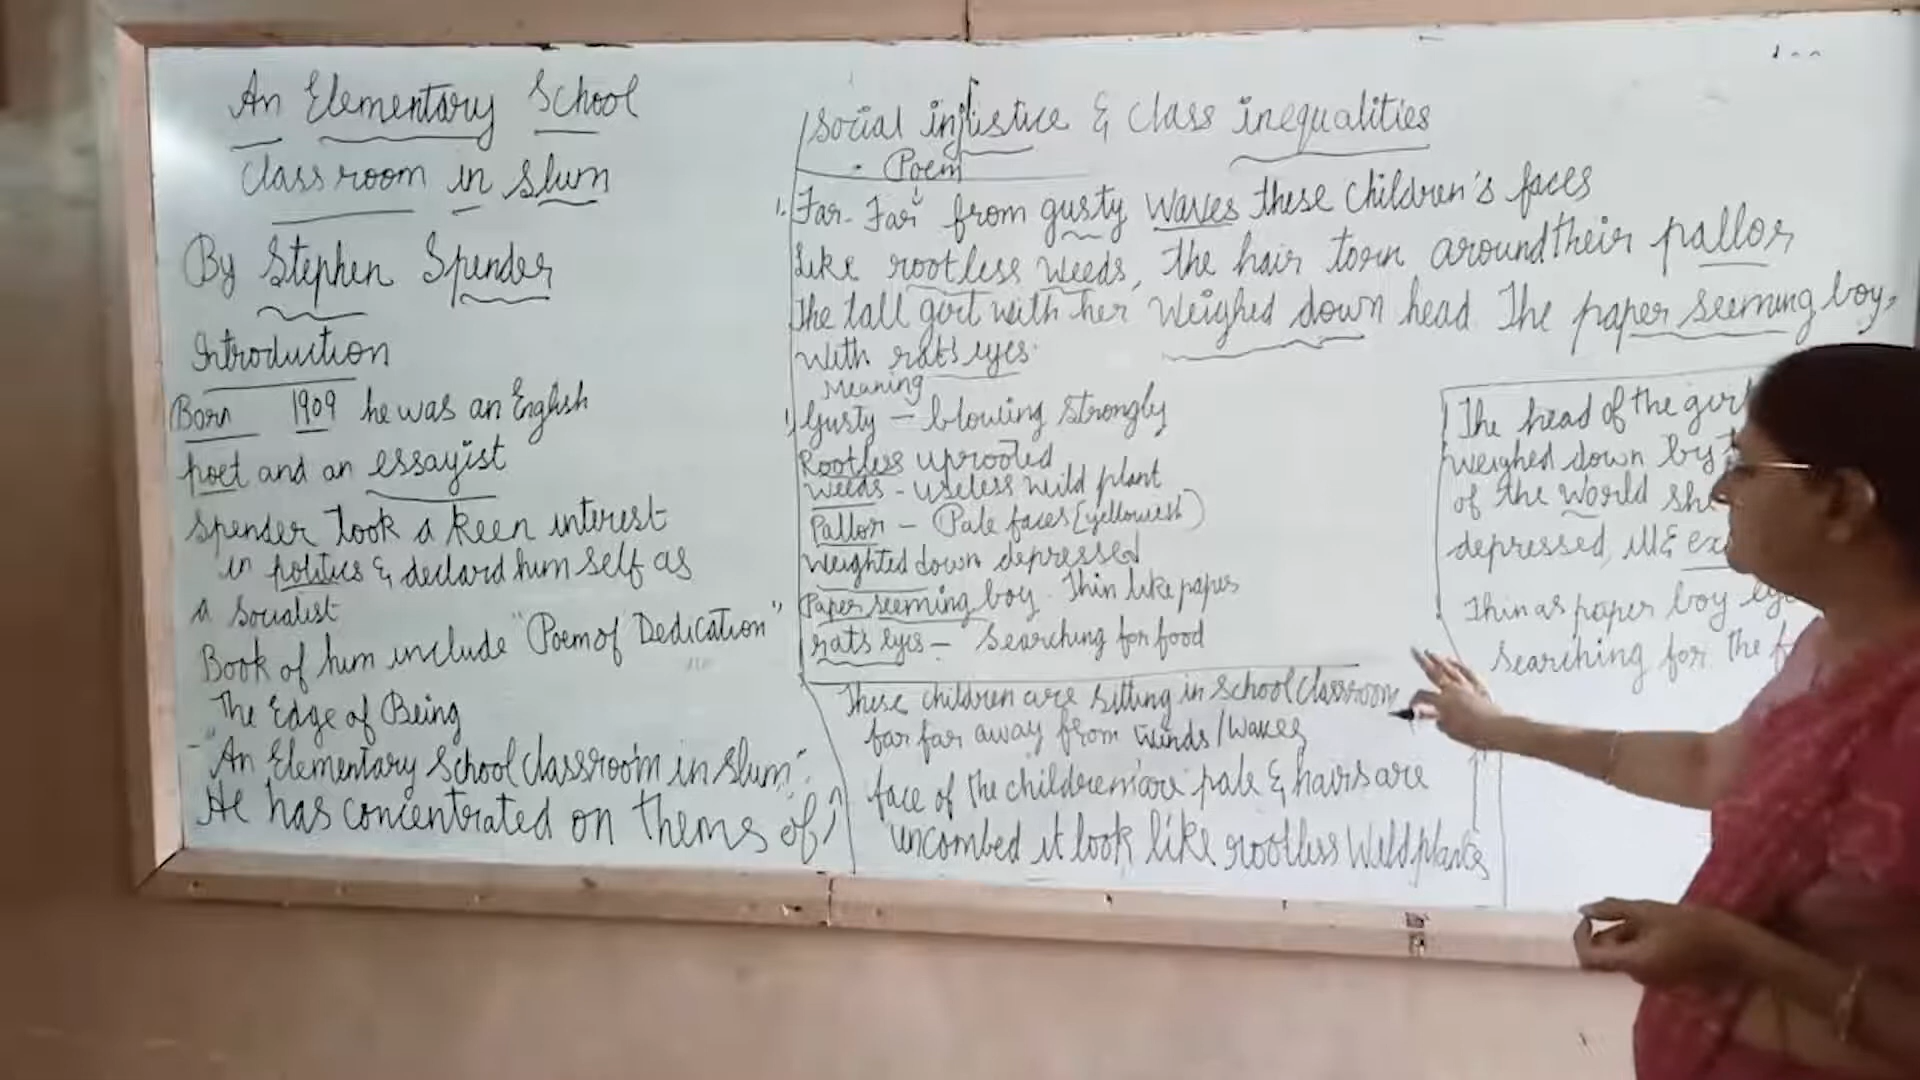 An Elementary School
Classroom in Slum
By Stephen Spender
Introduction
Born 1909 he was an English
poet and an essayist
Spender took a keen interest
in politics & declard him self as
a socialist
Book of him include "Poem of Dedication"
The Edge of Being
- "An Elementary School Classroom in Slum".
He has concentrated on thems of
Social injustice & class inequalities
Poem
1. Far-Far from gusty waves these children's faces
Like rootless weeds, the hair torn around their pallor
The tall girl with her weighed down head. The paper seeming boy,
with rat's eyes.
Meaning
Gusty - blowing strongly
Rootless uprooted
Weeds - useless wild plant
Pallor - Pale faces (yellowish)
Weighted down depressed
Paper seeming boy - Thin like paper
rats eyes - Searching for food
These children are sitting in School Classroom
far far away from winds/waves
face of the children are pale & hairs are
uncombed it look like rootless Wild plants
The head of the girl
weighed down by
of the world
depressed, ill &
Thin as paper boy
Searching for the